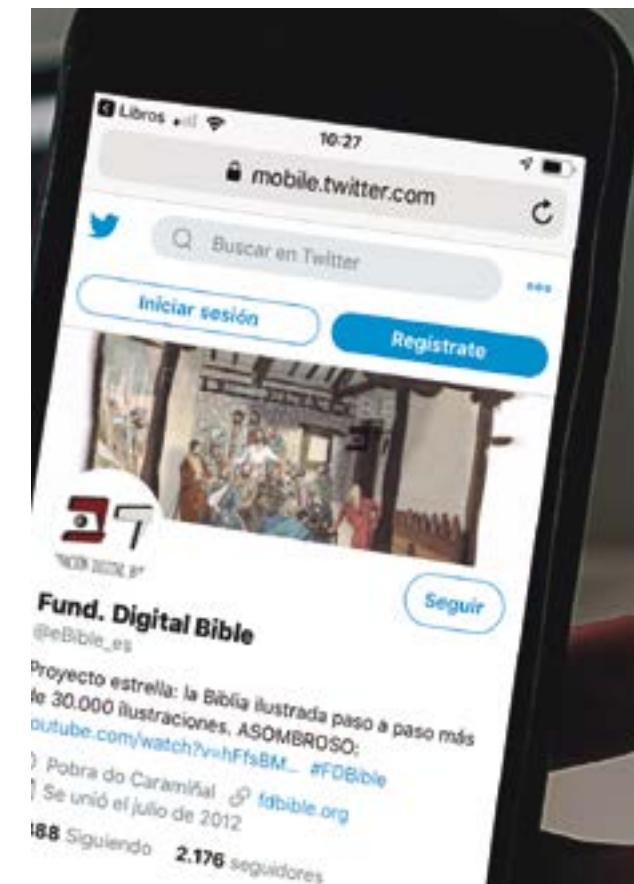 Libros
10:27
mobile.twitter.com
Buscar en Twitter
Iniciar sesión
Regístrate
Seguir
Fund. Digital Bible
@eBible_es
Proyecto estrella: la Biblia ilustrada paso a paso más
de 30.000 ilustraciones. ASOMBROSO:
outube.com/watch?v=hFfsBM... #FDBible
Pobra do Caramiñal fdbible.org
Se unió el julio de 2012
388 Siguiendo 2.176 seguidores